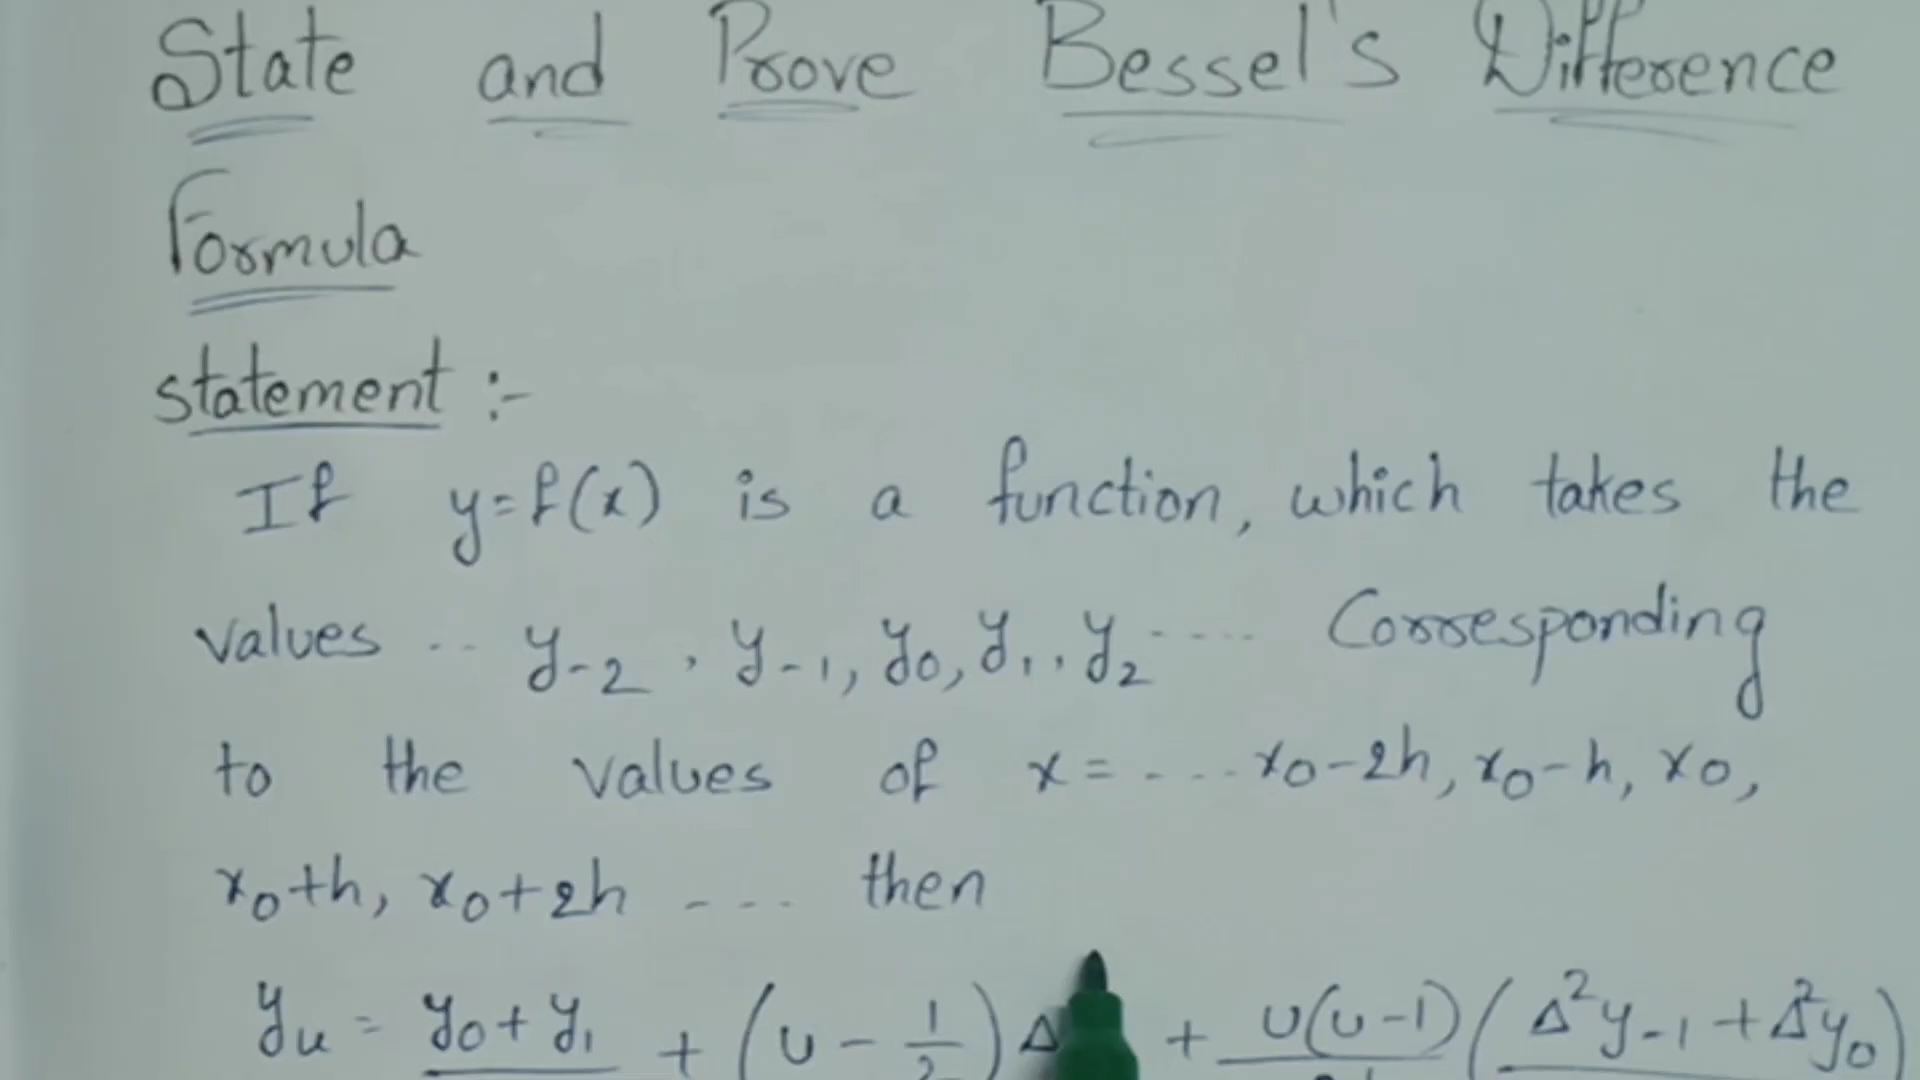 State and Prove Bessel's Difference
Formula
statement :-
If y=f(x) is a function, which takes the
values .. y₋₂, y₋₁, y₀, y₁, y₂ .... Corresponding
to the values of x = .... x₀-2h, x₀-h, x₀,
x₀+h, x₀+2h .... then
yᵤ = y₀ + y₁ + (u - 1/2) Δ + u(u-1) (Δ²y₋₁ + Δ²y₀)